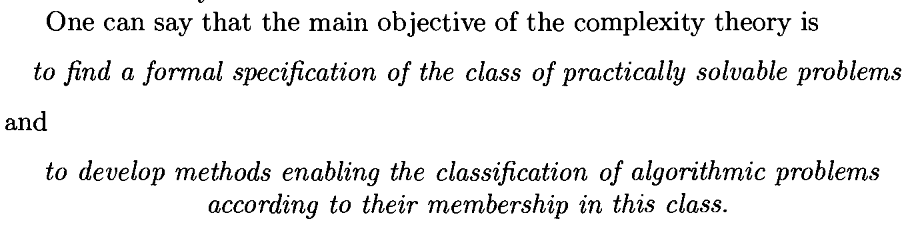 One can say that the main objective of the complexity theory is
to find a formal specification of the class of practically solvable problems
and
to develop methods enabling the classification of algorithmic problems
according to their membership in this class.